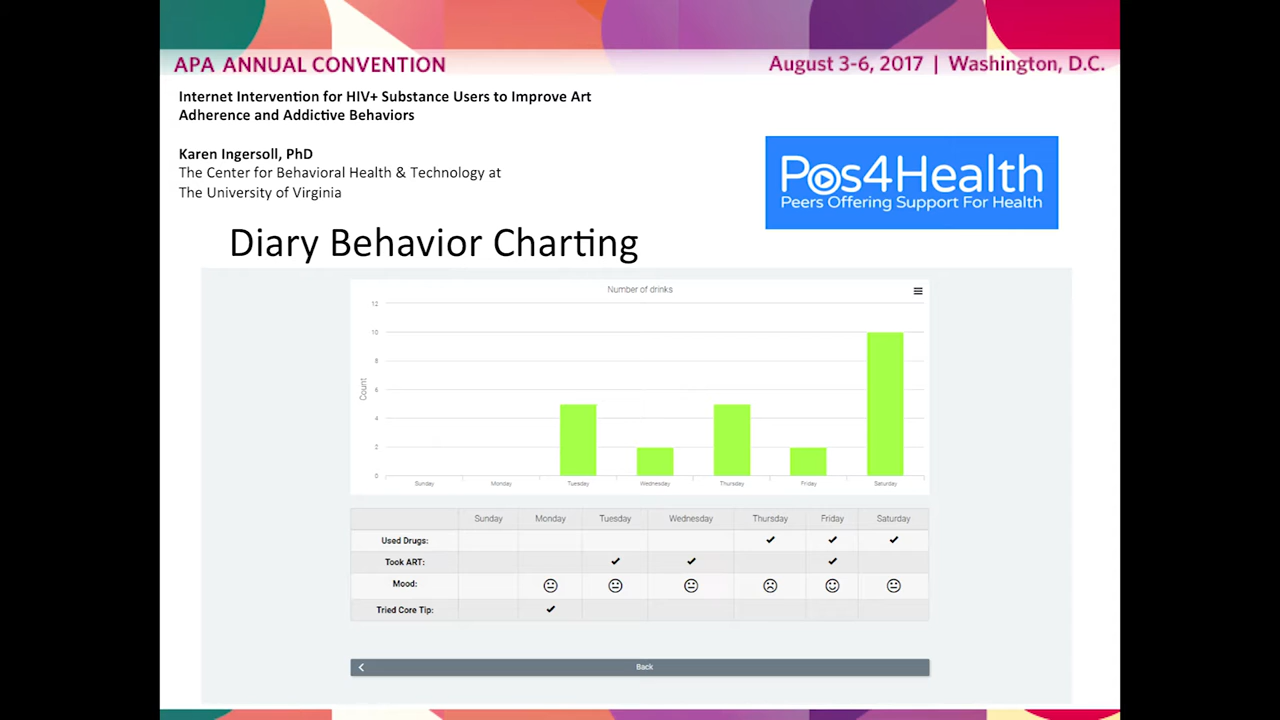 APA ANNUAL CONVENTION
August 3-6, 2017 | Washington, D.C.
Internet Intervention for HIV+ Substance Users to Improve Art
Adherence and Addictive Behaviors
Karen Ingersoll, PhD
The Center for Behavioral Health & Technology at
The University of Virginia
Pos4Health
Peers Offering Support For Health
Diary Behavior Charting
Number of drinks
12
10
8
6
4
2
0
Count
Sunday Monday Tuesday Wednesday Thursday Friday Saturday
Sunday Monday Tuesday Wednesday Thursday Friday Saturday
Used Drugs: ✔ ✔ ✔
Took ART: ✔ ✔ ✔
Mood:
Tried Core Tip: ✔
Back